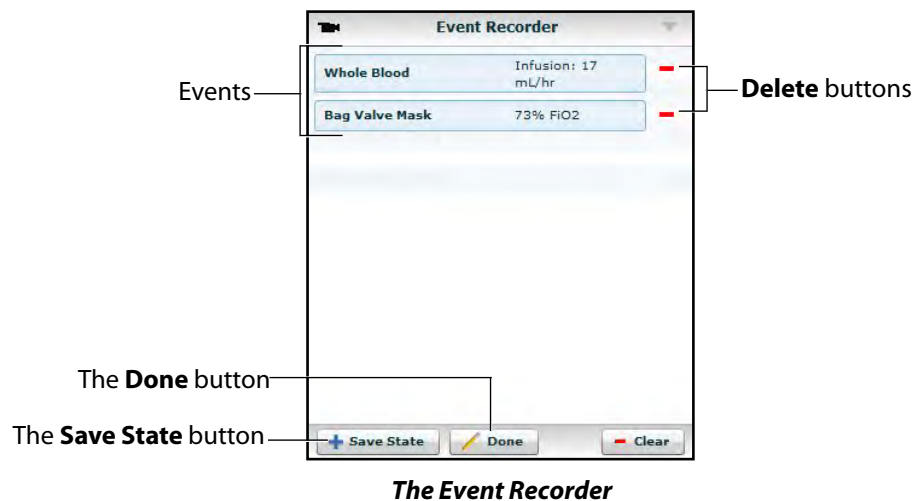 Event Recorder
Events
Whole Blood
Infusion: 17
mL/hr
Bag Valve Mask
73% FiO2
Delete buttons
The Done button
The Save State button
Save State
Done
Clear
The Event Recorder